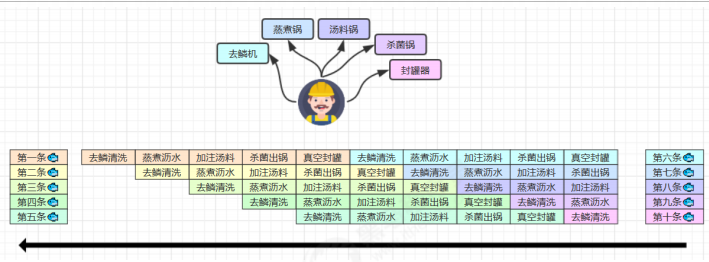 蒸煮锅 汤料锅
去鳞机 杀菌锅
封罐器
第一条 去鳞清洗 蒸煮沥水 加注汤料 杀菌出锅 真空封罐 去鳞清洗 蒸煮沥水 加注汤料 杀菌出锅 真空封罐 第六条
第二条 去鳞清洗 蒸煮沥水 加注汤料 杀菌出锅 真空封罐 去鳞清洗 蒸煮沥水 加注汤料 杀菌出锅 第七条
第三条 去鳞清洗 蒸煮沥水 加注汤料 杀菌出锅 真空封罐 去鳞清洗 蒸煮沥水 加注汤料 第八条
第四条 去鳞清洗 蒸煮沥水 加注汤料 杀菌出锅 真空封罐 去鳞清洗 蒸煮沥水 第九条
第五条 去鳞清洗 蒸煮沥水 加注汤料 杀菌出锅 真空封罐 去鳞清洗 第十条